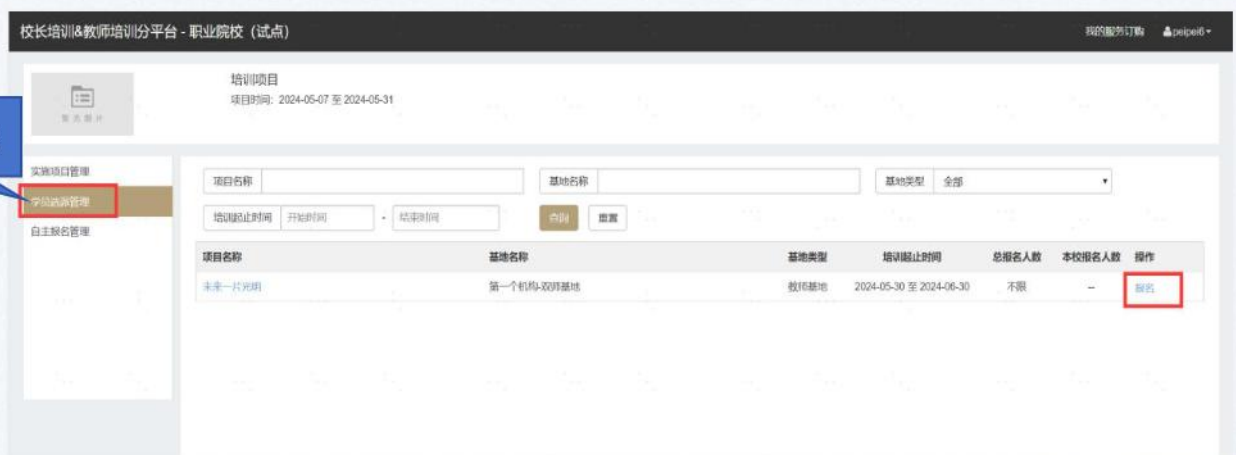 校长培训&教师培训分平台 - 职业院校（试点） 我的服务订购 peipei6
培训项目
项目时间：2024-05-07 至 2024-05-31
暂无图片
实施项目管理
学员选派管理
自主报名管理
项目名称 基地名称 基地类型 全部
培训起止时间 开始时间 - 结束时间 查询 重置
项目名称 基地名称 基地类型 培训起止时间 总报名人数 本校报名人数 操作
未来一片光明 第一个机构-双师基地 教师基地 2024-05-30 至 2024-06-30 不限 -- 报名